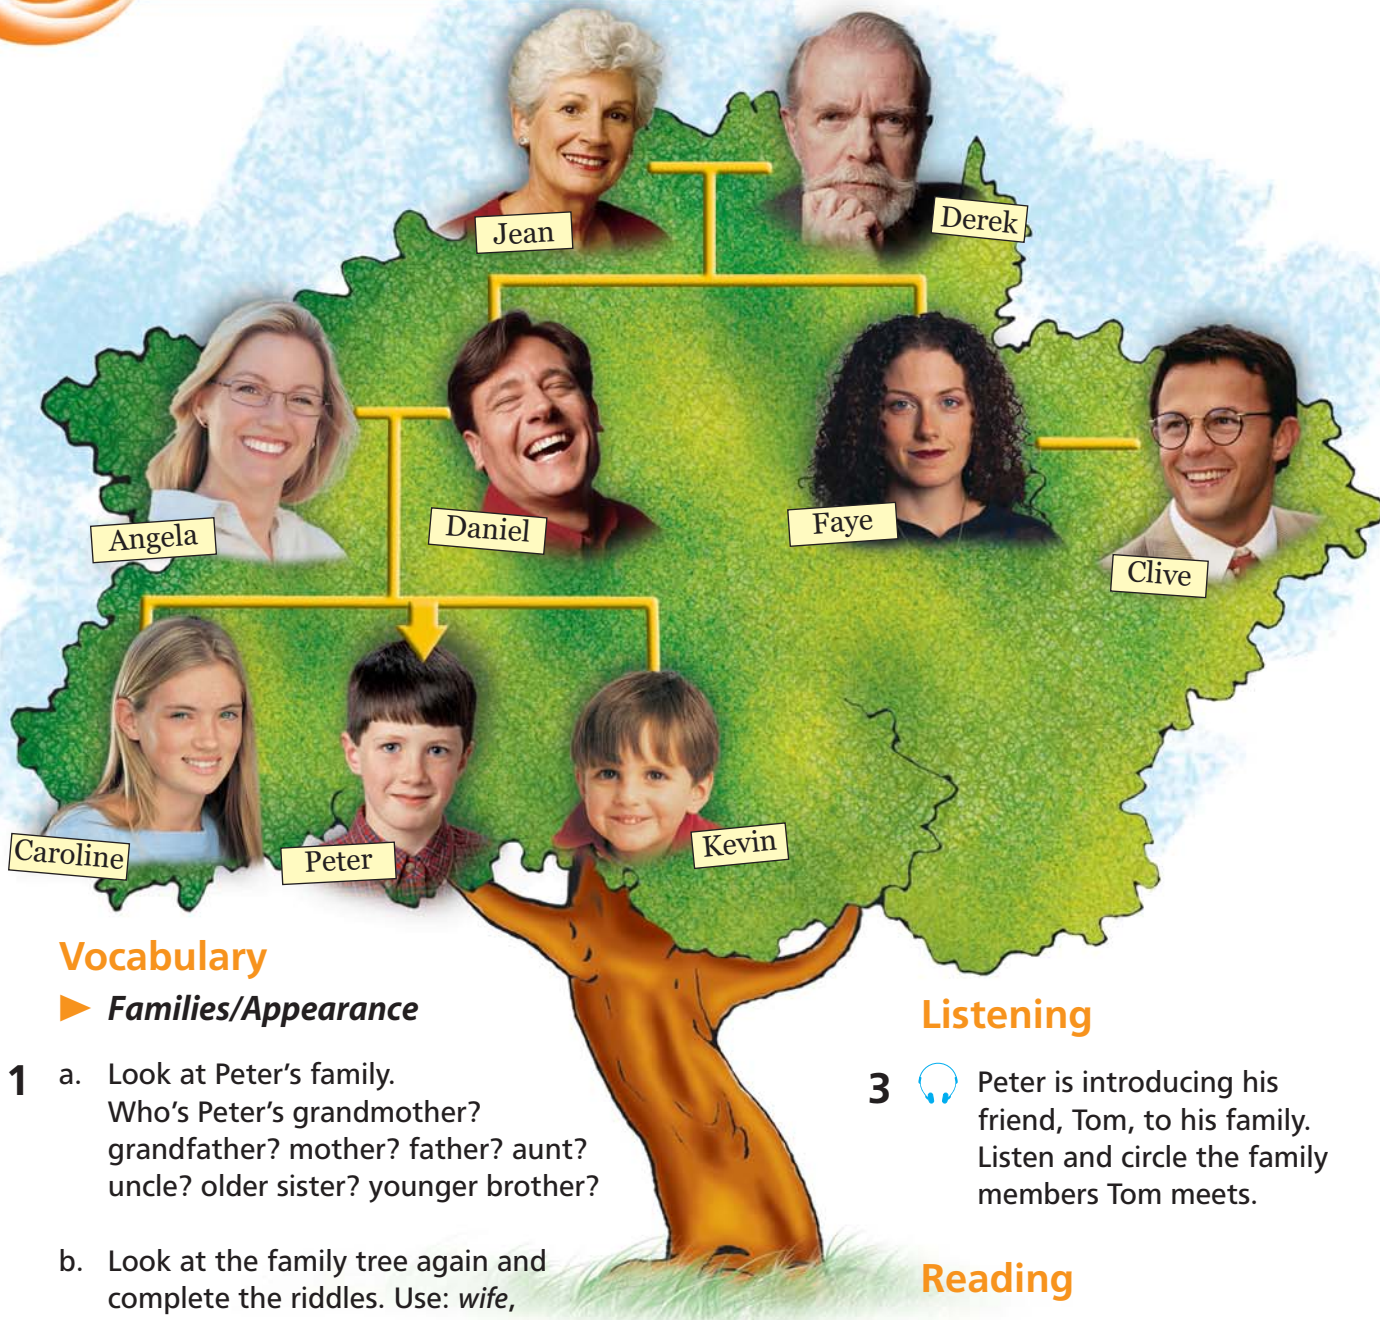 Jean
Derek
Angela
Daniel
Faye
Clive
Caroline
Peter
Kevin
Vocabulary
Families/Appearance
1 a. Look at Peter's family.
Who's Peter's grandmother?
grandfather? mother? father? aunt?
uncle? older sister? younger brother?
b. Look at the family tree again and
complete the riddles. Use: wife,
Listening
3 Peter is introducing his
friend, Tom, to his family.
Listen and circle the family
members Tom meets.
Reading